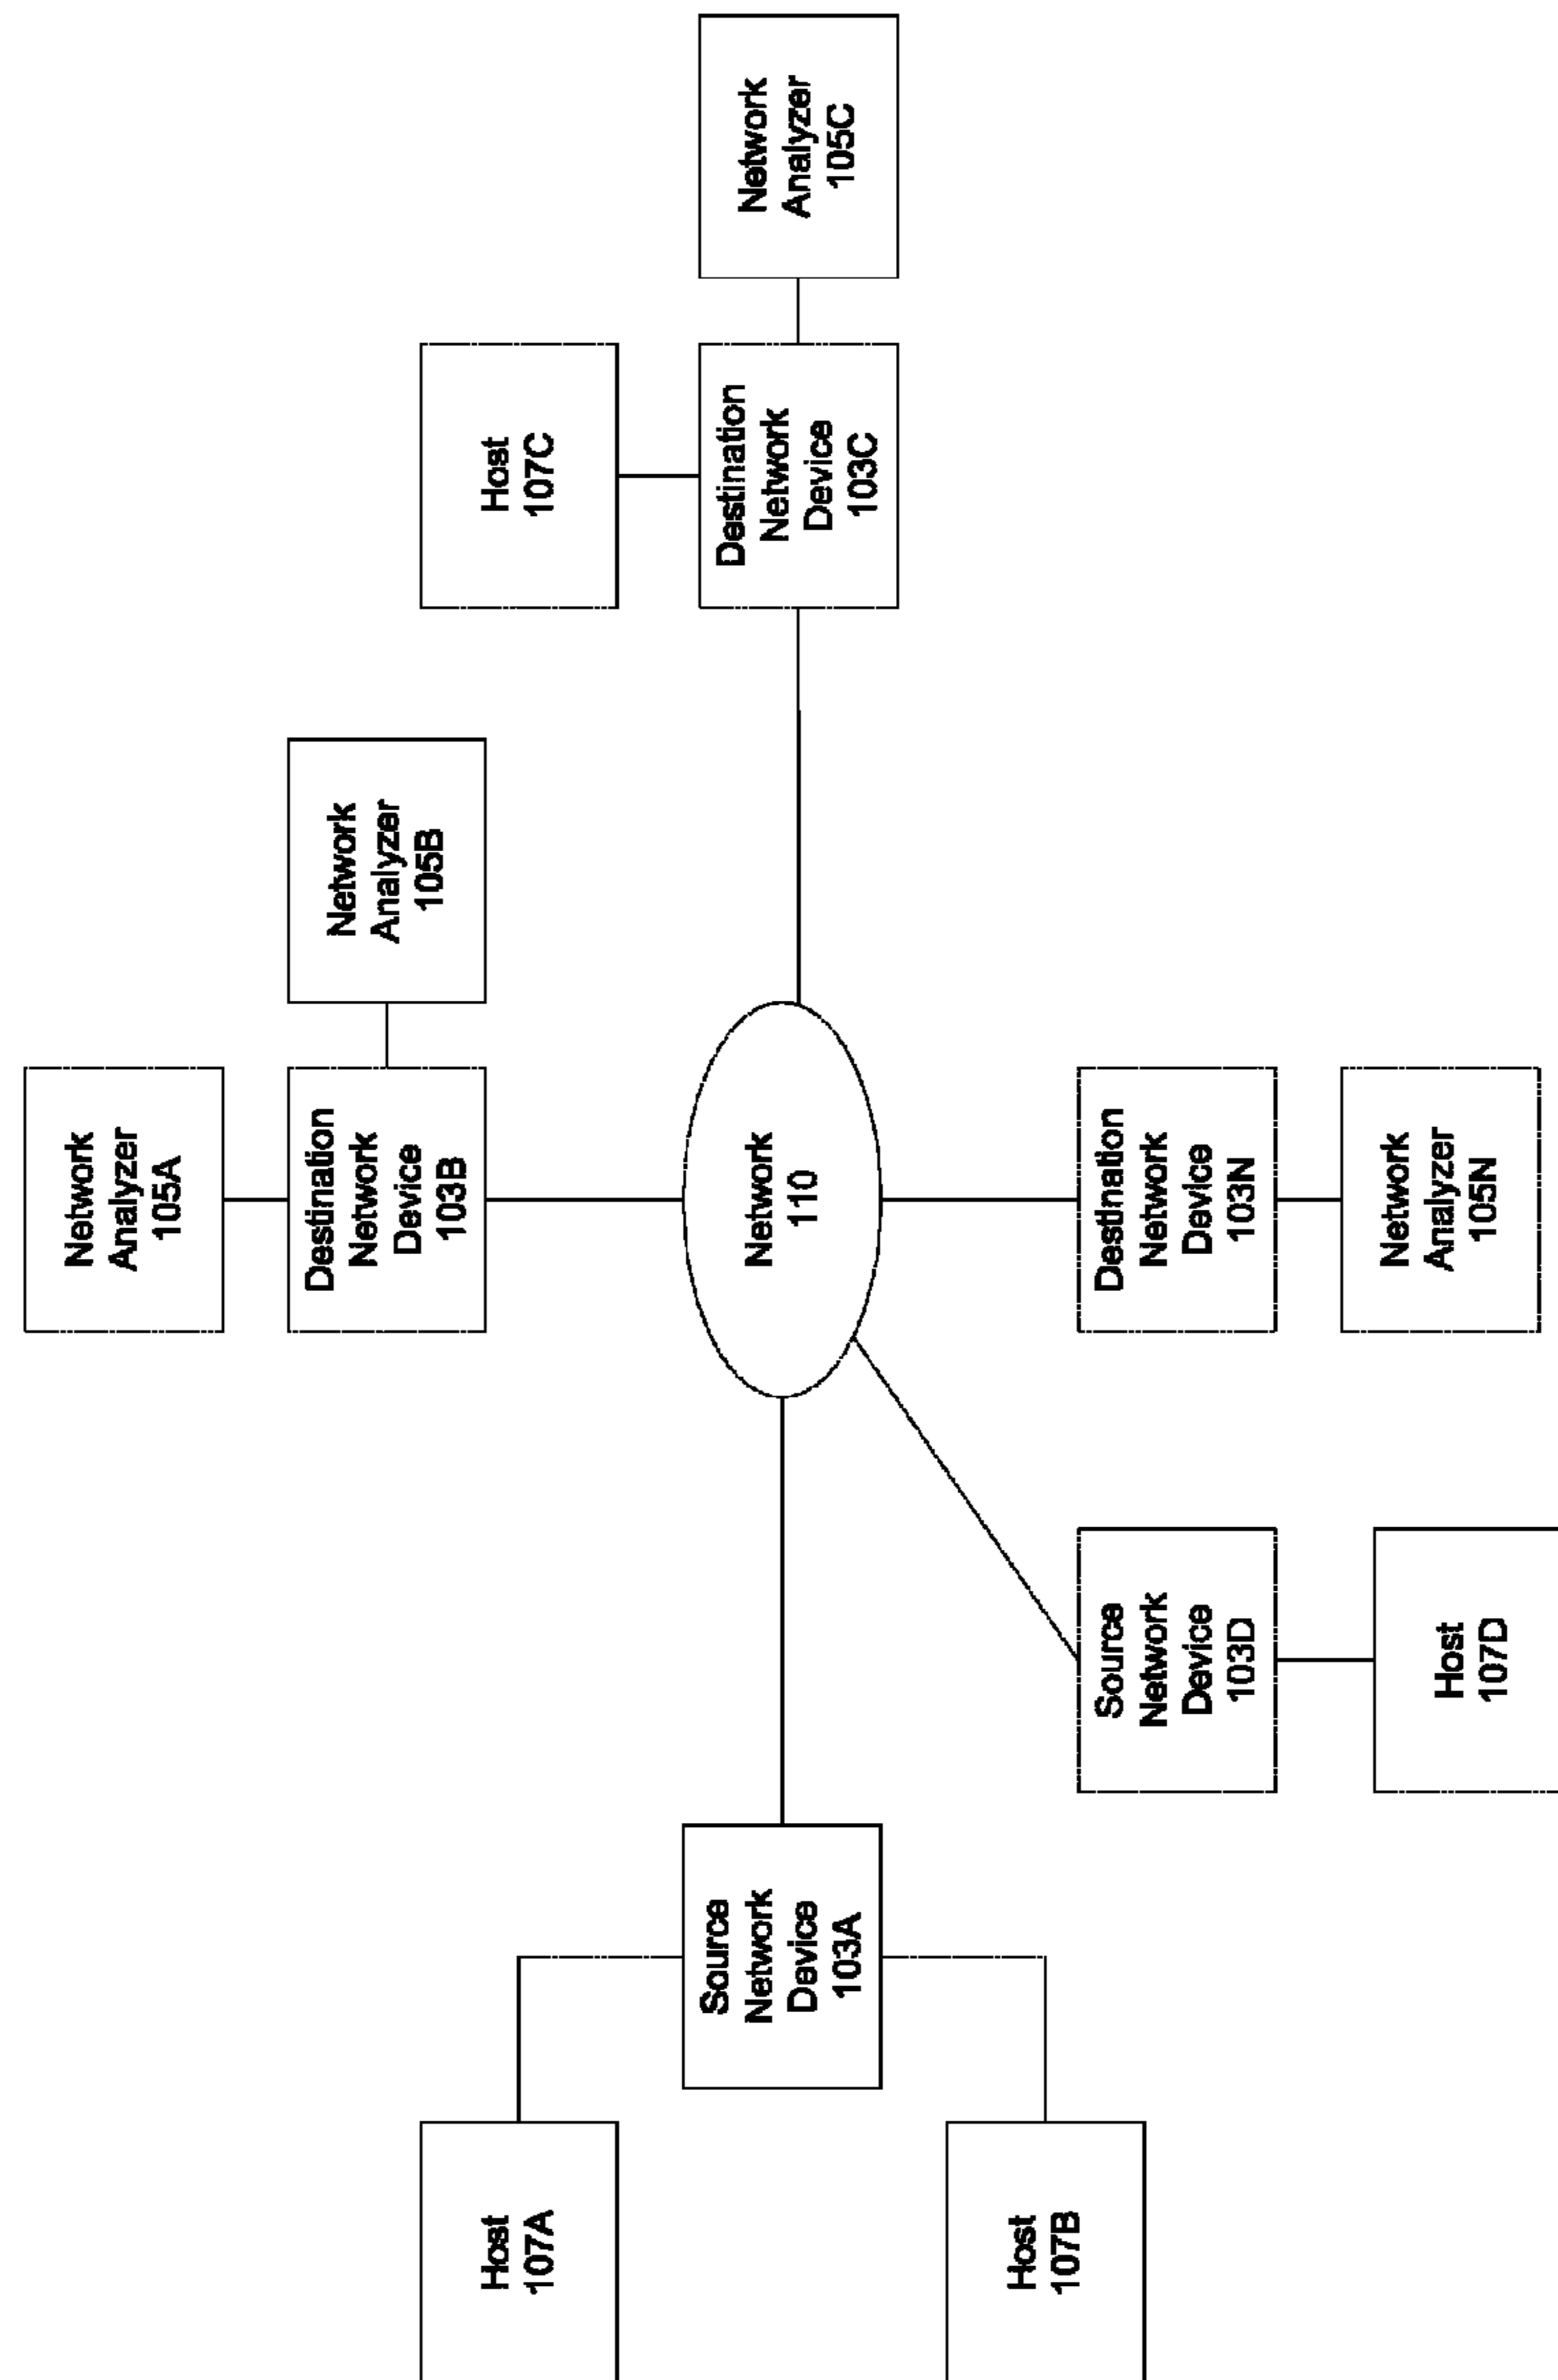 Network
Analyzer
105A
Destination
Network
Device
103B
Network
Analyzer
105B
Host
107A
Host
107C
Source
Network
Device
103A
Network
110
Destination
Network
Device
103C
Network
Analyzer
105C
Host
107B
Source
Network
Device
103D
Destination
Network
Device
103N
Host
107D
Network
Analyzer
105N